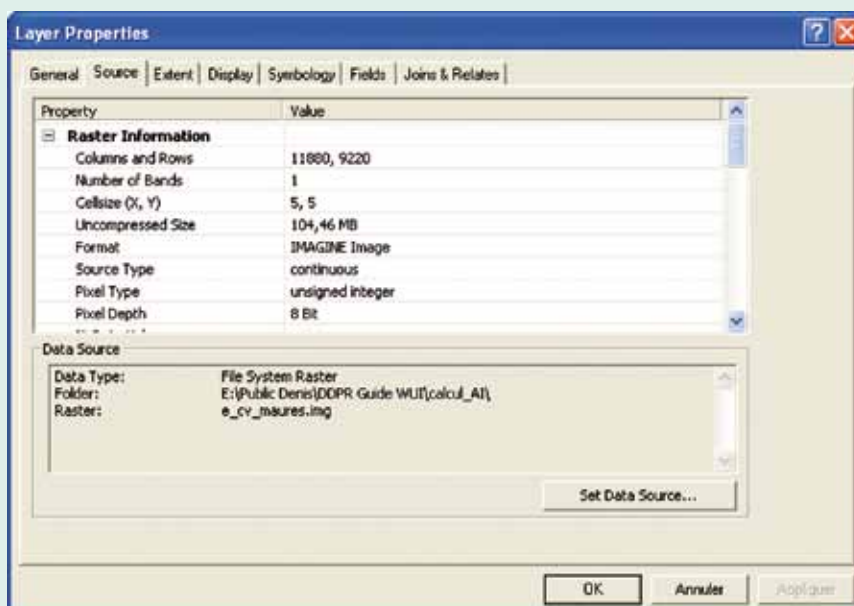 Layer Properties
General Source Extent Display Symbology Fields Joins & Relates
Property Value
Raster Information
Columns and Rows 11880, 9220
Number of Bands 1
Cellsize (X, Y) 5, 5
Uncompressed Size 104,46 MB
Format IMAGINE Image
Source Type continuous
Pixel Type unsigned integer
Pixel Depth 8 Bit
Data Source
Data Type: File System Raster
Folder: E:\Public Denis\DDPR Guide WUI\calcul_AI\
Raster: e_cv_maures.img
Set Data Source...
OK Annuler Appliquer